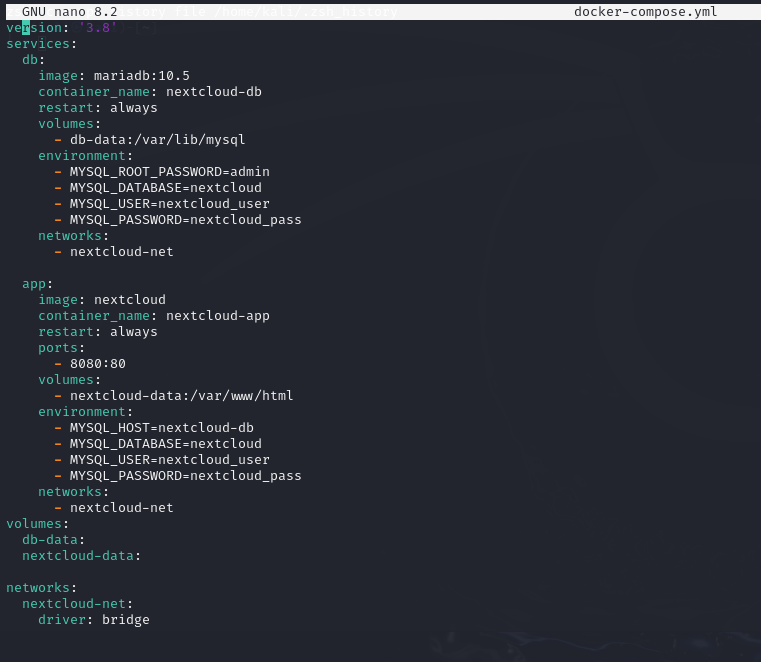 GNU nano 8.2 docker-compose.yml
version: '3.8'
services:
  db:
    image: mariadb:10.5
    container_name: nextcloud-db
    restart: always
    volumes:
      - db-data:/var/lib/mysql
    environment:
      - MYSQL_ROOT_PASSWORD=admin
      - MYSQL_DATABASE=nextcloud
      - MYSQL_USER=nextcloud_user
      - MYSQL_PASSWORD=nextcloud_pass
    networks:
      - nextcloud-net

  app:
    image: nextcloud
    container_name: nextcloud-app
    restart: always
    ports:
      - 8080:80
    volumes:
      - nextcloud-data:/var/www/html
    environment:
      - MYSQL_HOST=nextcloud-db
      - MYSQL_DATABASE=nextcloud
      - MYSQL_USER=nextcloud_user
      - MYSQL_PASSWORD=nextcloud_pass
    networks:
      - nextcloud-net
volumes:
  db-data:
  nextcloud-data:

networks:
  nextcloud-net:
    driver: bridge